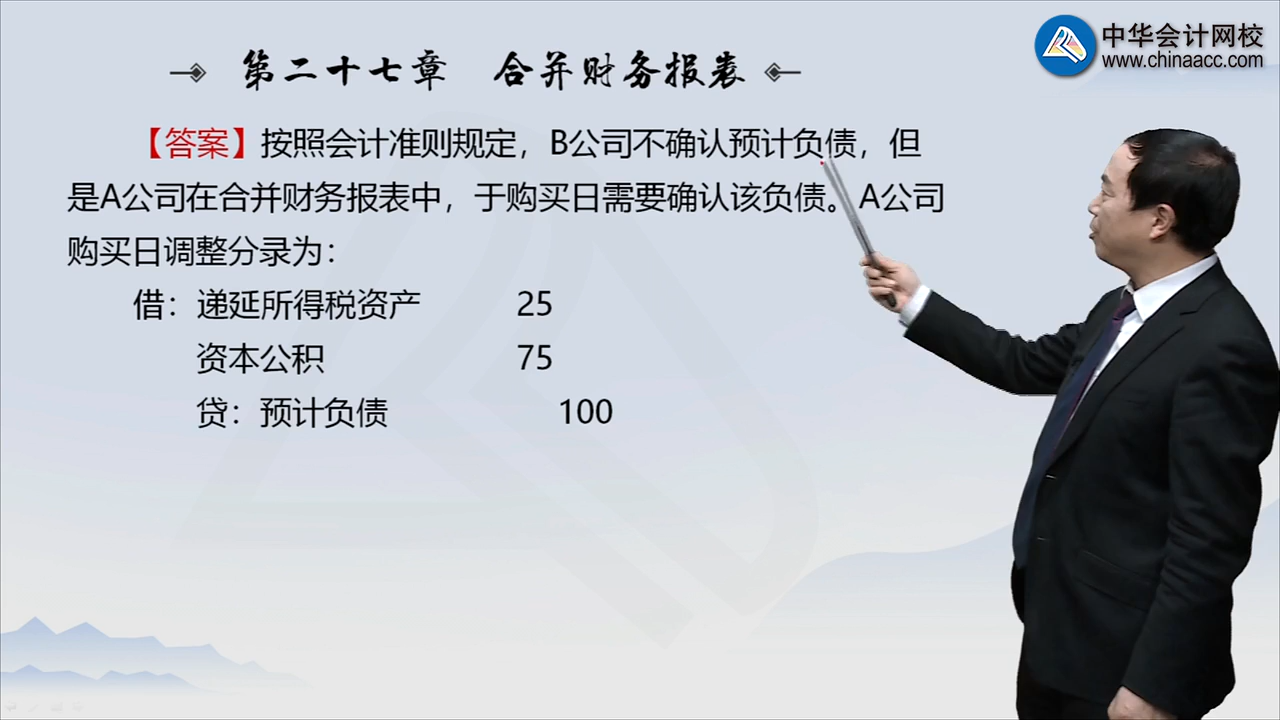 中华会计网校
www.chinaacc.com
第二十七章 合并财务报表
【答案】按照会计准则规定，B公司不确认预计负债，但
是A公司在合并财务报表中，于购买日需要确认该负债。A公司
购买日调整分录为：
借：递延所得税资产 25
资本公积 75
贷：预计负债 100